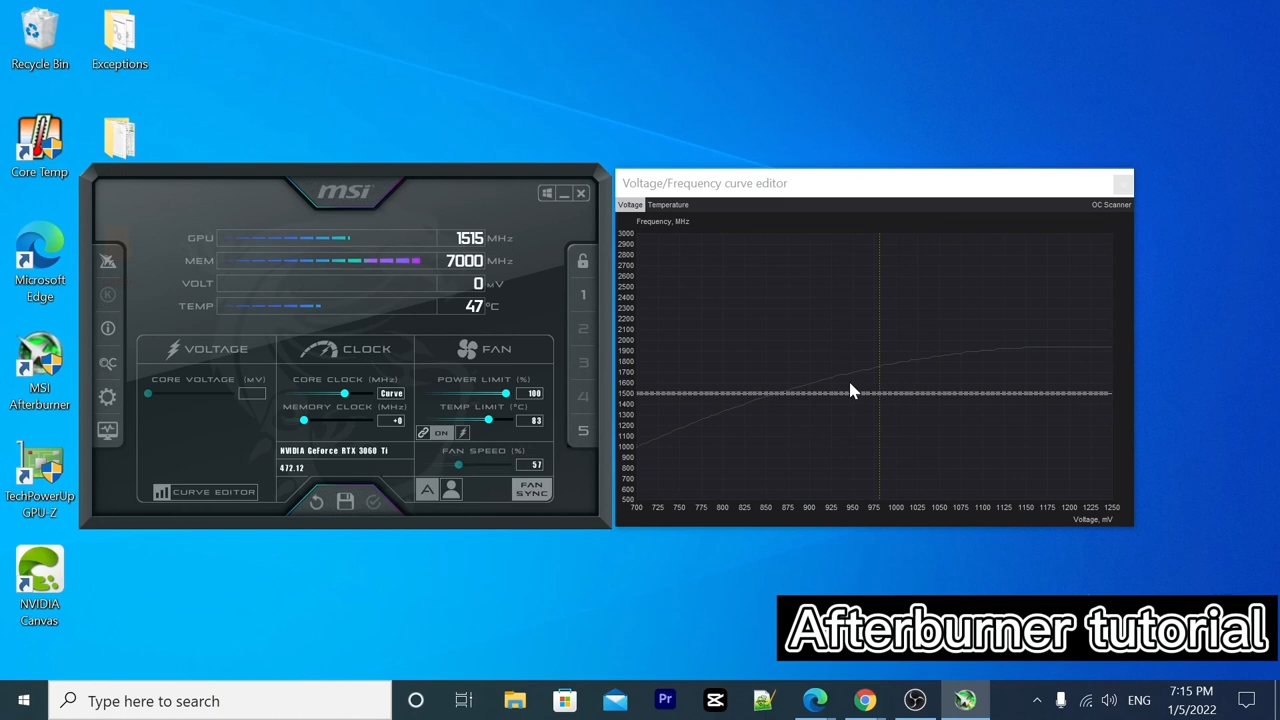 Recycle Bin
Exceptions
Core Temp
Microsoft
Edge
MSI
Afterburner
TechPowerUp
GPU-Z
NVIDIA
Canvas
msi
GPU 1515 MHz
MEM 7000 MHz
VOLT 0 MV
TEMP 47 °C
VOLTAGE
CLOCK
FAN
CORE VOLTAGE (MV)
CORE CLOCK (MHz)
Curve
MEMORY CLOCK (MHz)
+0
POWER LIMIT (%)
100
TEMP LIMIT (°C)
83
ON
NVIDIA GeForce RTX 3060 Ti
472.12
FAN SPEED (%)
57
CURVE EDITOR
A
FAN
SYNC
K
OC
1
2
3
4
5
Voltage/Frequency curve editor
Voltage Temperature OC Scanner
Frequency, MHz
3000
2900
2800
2700
2600
2500
2400
2300
2200
2100
2000
1900
1800
1700
1600
1500
1400
1300
1200
1100
1000
900
800
700
600
500
700 725 750 775 800 825 850 875 900 925 950 975 1000 1025 1050 1075 1100 1125 1150 1175 1200 1225 1250
Voltage, mV
Afterburner tutorial
Type here to search
Pr
ENG
7:15 PM
1/5/2022